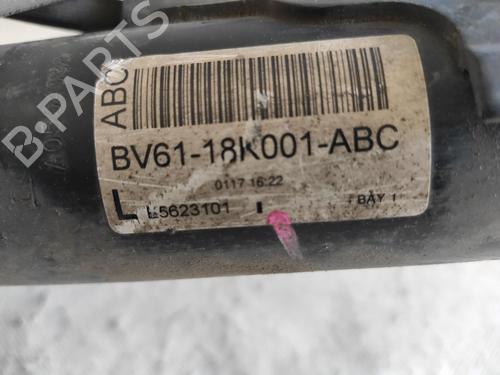 ABC
BV61-18K001-ABC
0117 16:22
L L5623101 BAY 1
B-Parts